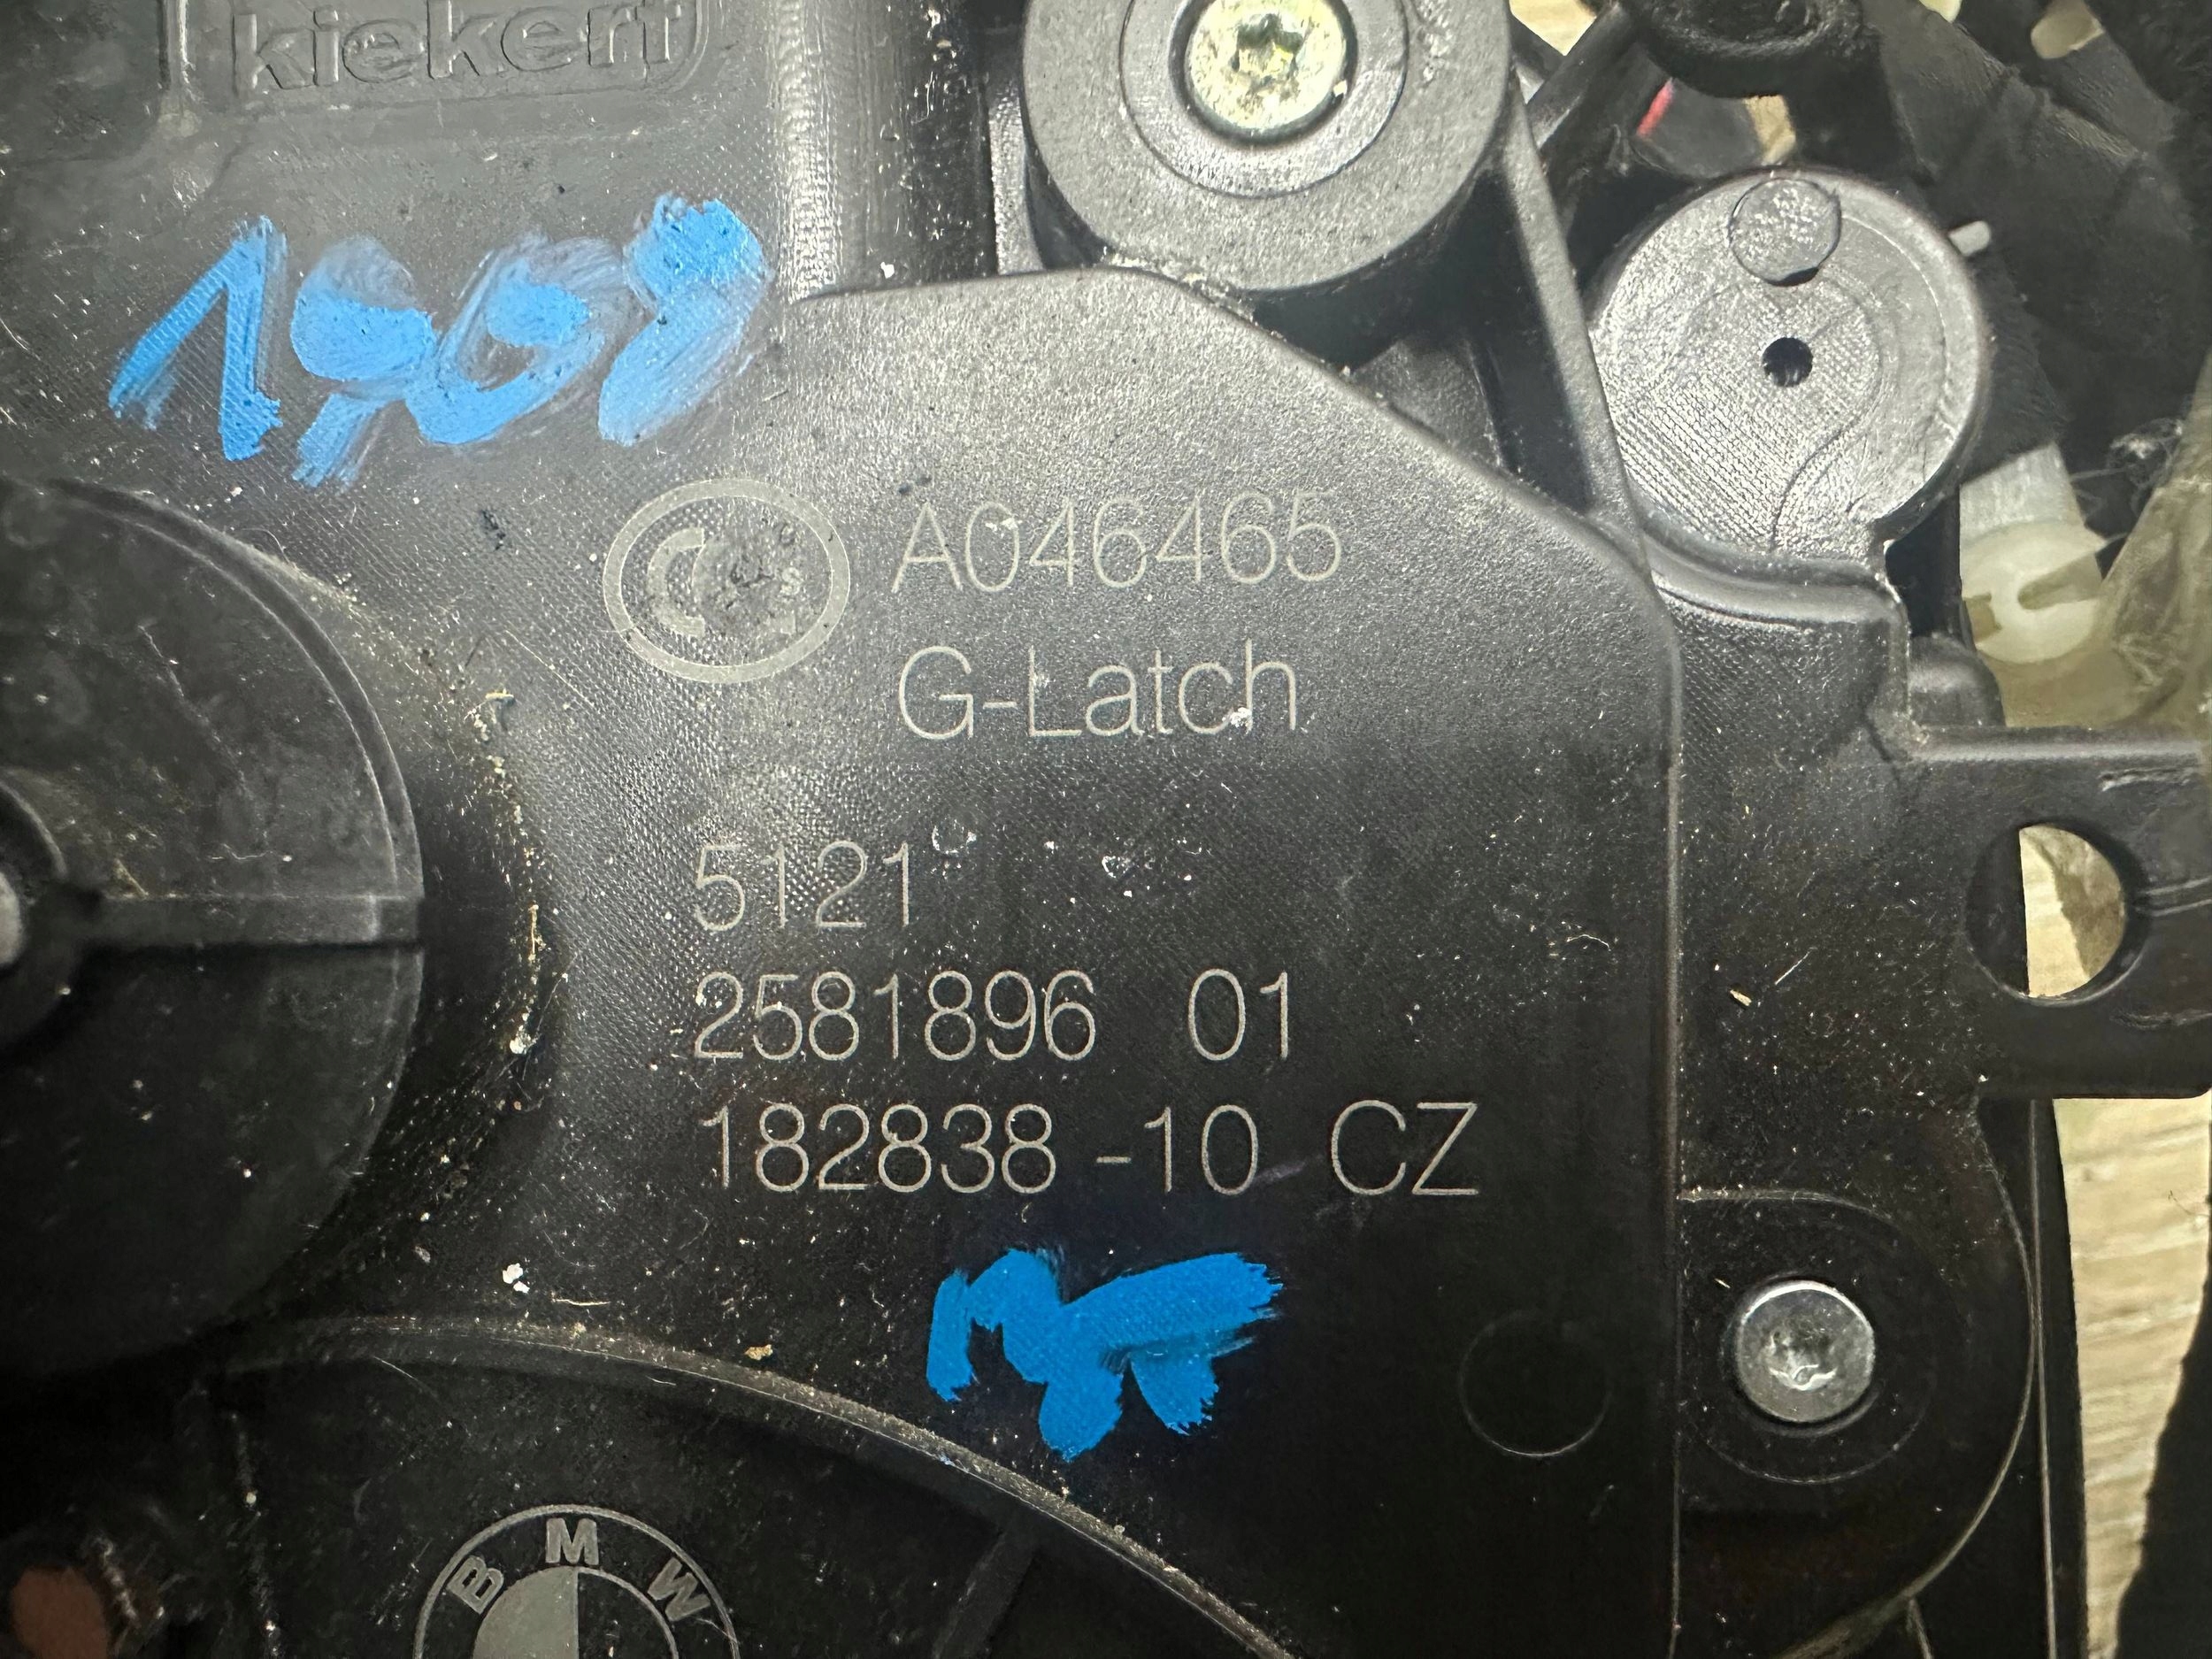 kiekert
A046465
G-Latch
5121
2581896 01
182838 -10 CZ
BMW